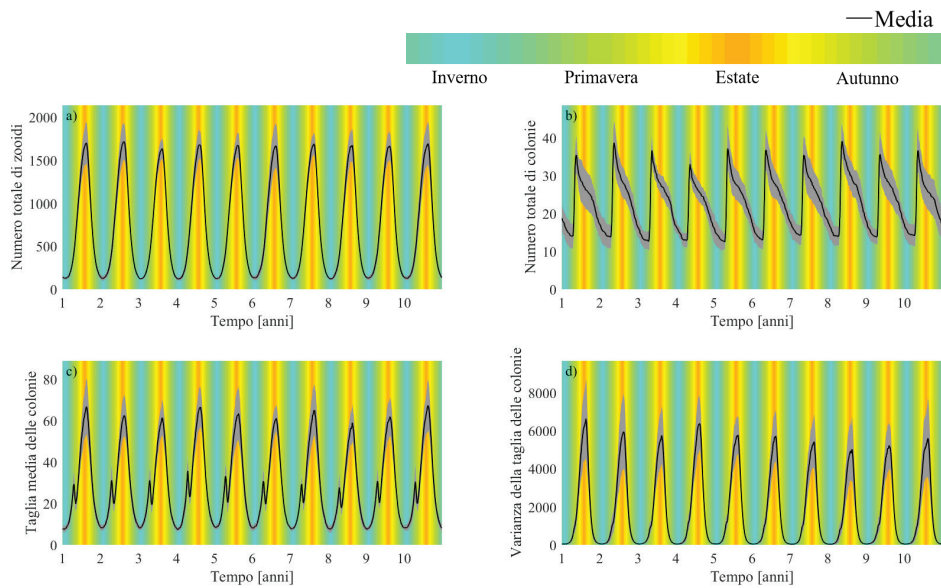 Media
Inverno Primavera Estate Autunno
a)
Numero totale di zooidi
2000
1500
1000
500
0
1 2 3 4 5 6 7 8 9 10
Tempo [anni]
b)
Numero totale di colonie
40
30
20
10
0
1 2 3 4 5 6 7 8 9 10
Tempo [anni]
c)
Taglia media delle colonie
80
60
40
20
0
1 2 3 4 5 6 7 8 9 10
Tempo [anni]
d)
Varianza della taglia delle colonie
8000
6000
4000
2000
0
1 2 3 4 5 6 7 8 9 10
Tempo [anni]